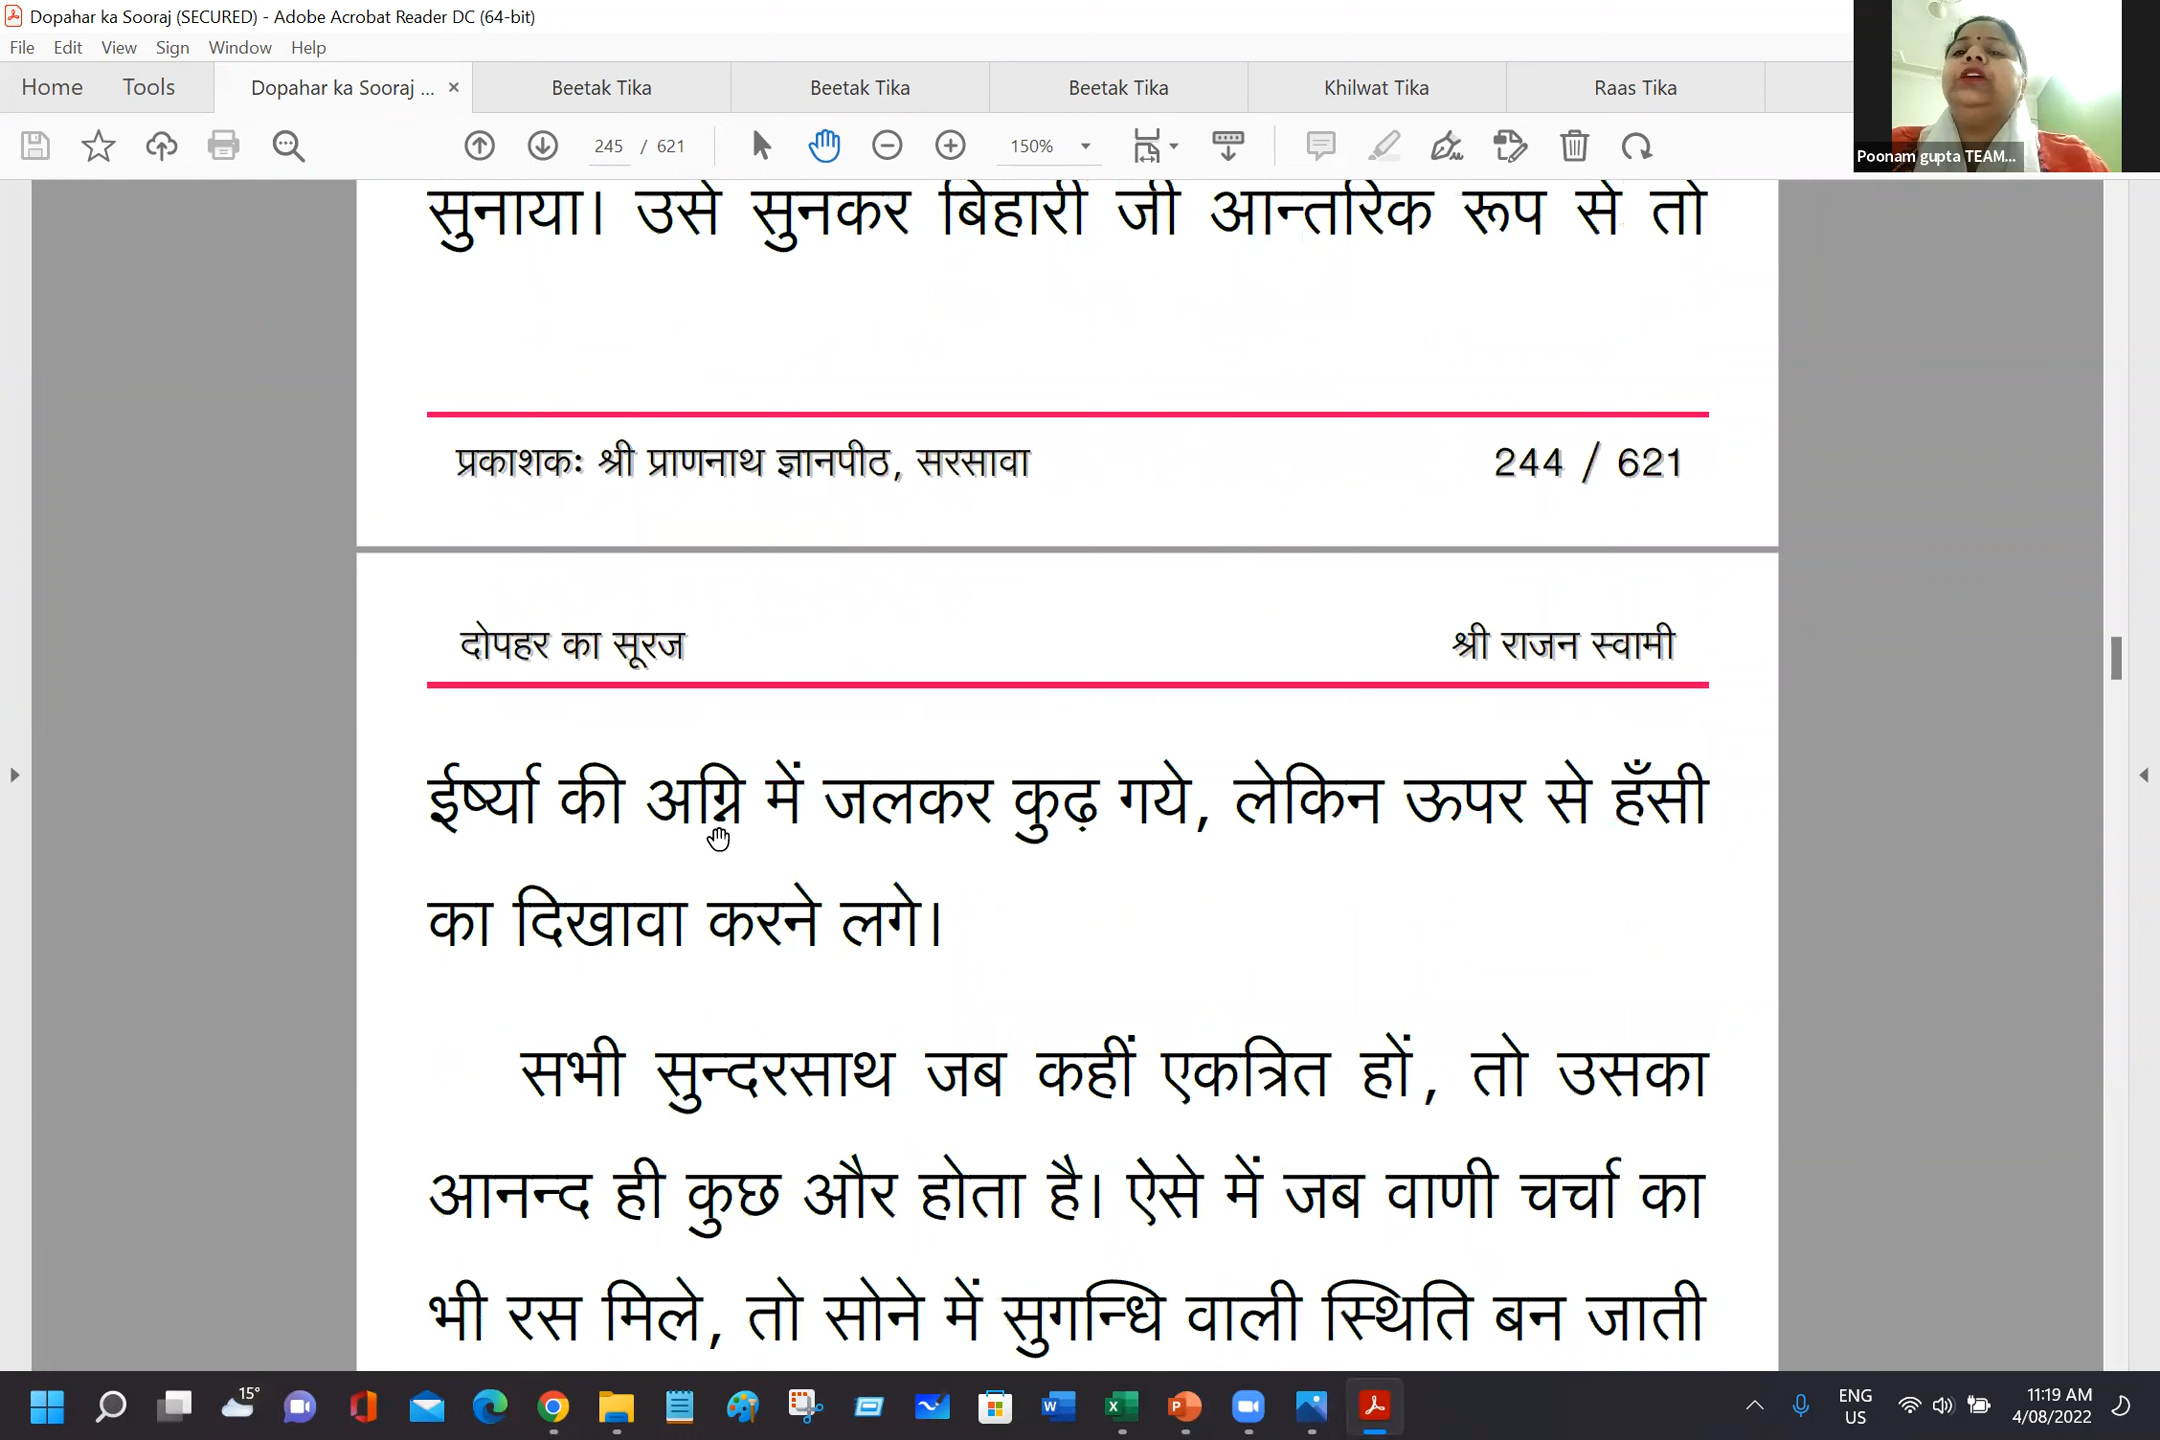 Dopahar ka Sooraj (SECURED) - Adobe Acrobat Reader DC (64-bit)
File Edit View Sign Window Help
Home Tools Dopahar ka Sooraj ... × Beetak Tika Beetak Tika Beetak Tika Khilwat Tika Raas Tika
245 / 621 150%
Poonam gupta TEAM...
सुनाया। उसे सुनकर बिहारी जी आन्तरिक रूप से तो
प्रकाशकः श्री प्राणनाथ ज्ञानपीठ, सरसावा 244 / 621
दोपहर का सूरज श्री राजन स्वामी
ईर्ष्या की अग्नि में जलकर कुढ़ गये, लेकिन ऊपर से हँसी
का दिखावा करने लगे।
सभी सुन्दरसाथ जब कहीं एकत्रित हों, तो उसका
आनन्द ही कुछ और होता है। ऐसे में जब वाणी चर्चा का
भी रस मिले, तो सोने में सुगन्धि वाली स्थिति बन जाती
15°
ENG
US
11:19 AM
4/08/2022